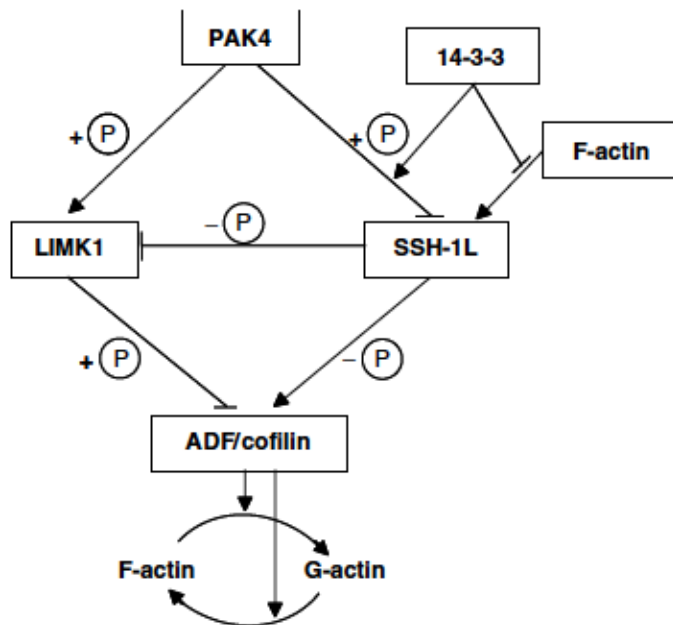 PAK4
14-3-3
+ P
+ P
F-actin
LIMK1
– P
SSH-1L
+ P
– P
ADF/cofilin
F-actin
G-actin